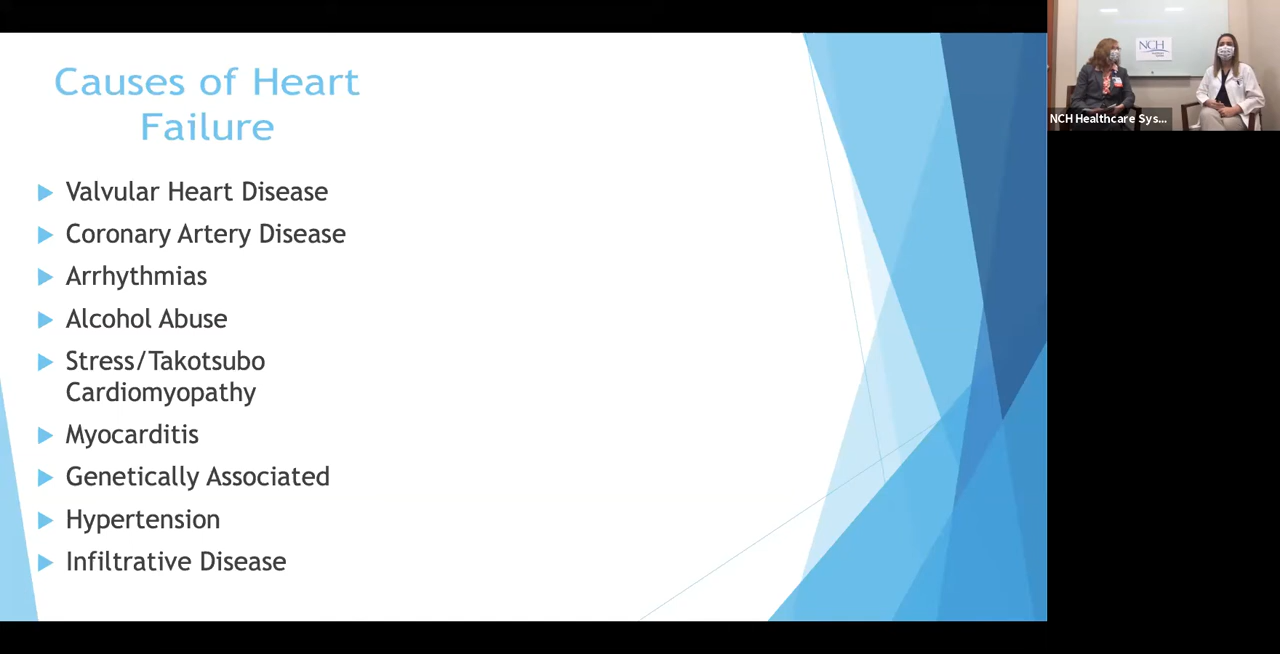 Causes of Heart
Failure
Valvular Heart Disease
Coronary Artery Disease
Arrhythmias
Alcohol Abuse
Stress/Takotsubo
Cardiomyopathy
Myocarditis
Genetically Associated
Hypertension
Infiltrative Disease
NCH
NCH Healthcare Sys...